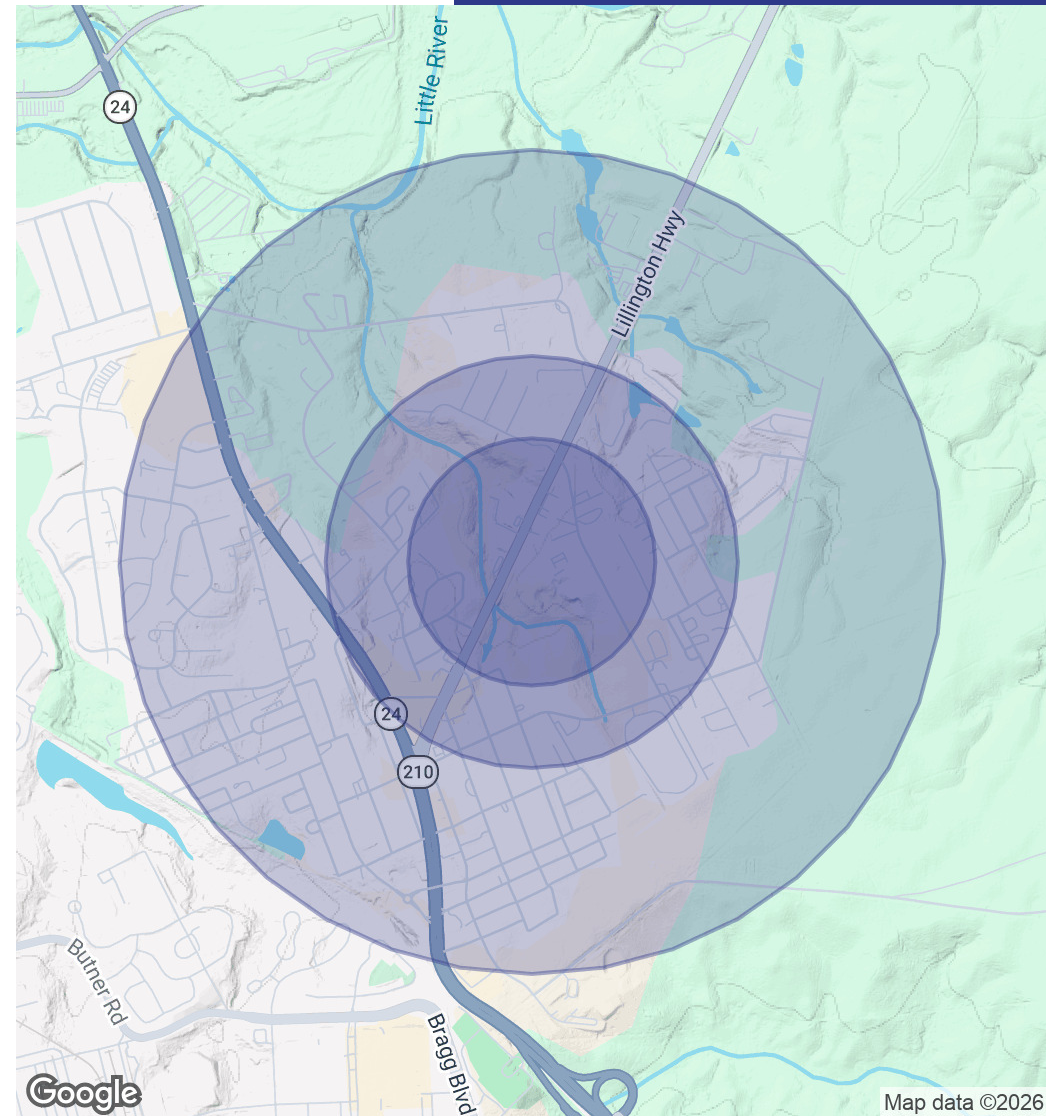 Little River
24
Lillington Hwy
24
210
Butner Rd
Bragg Blvd
Google
Map data ©2026